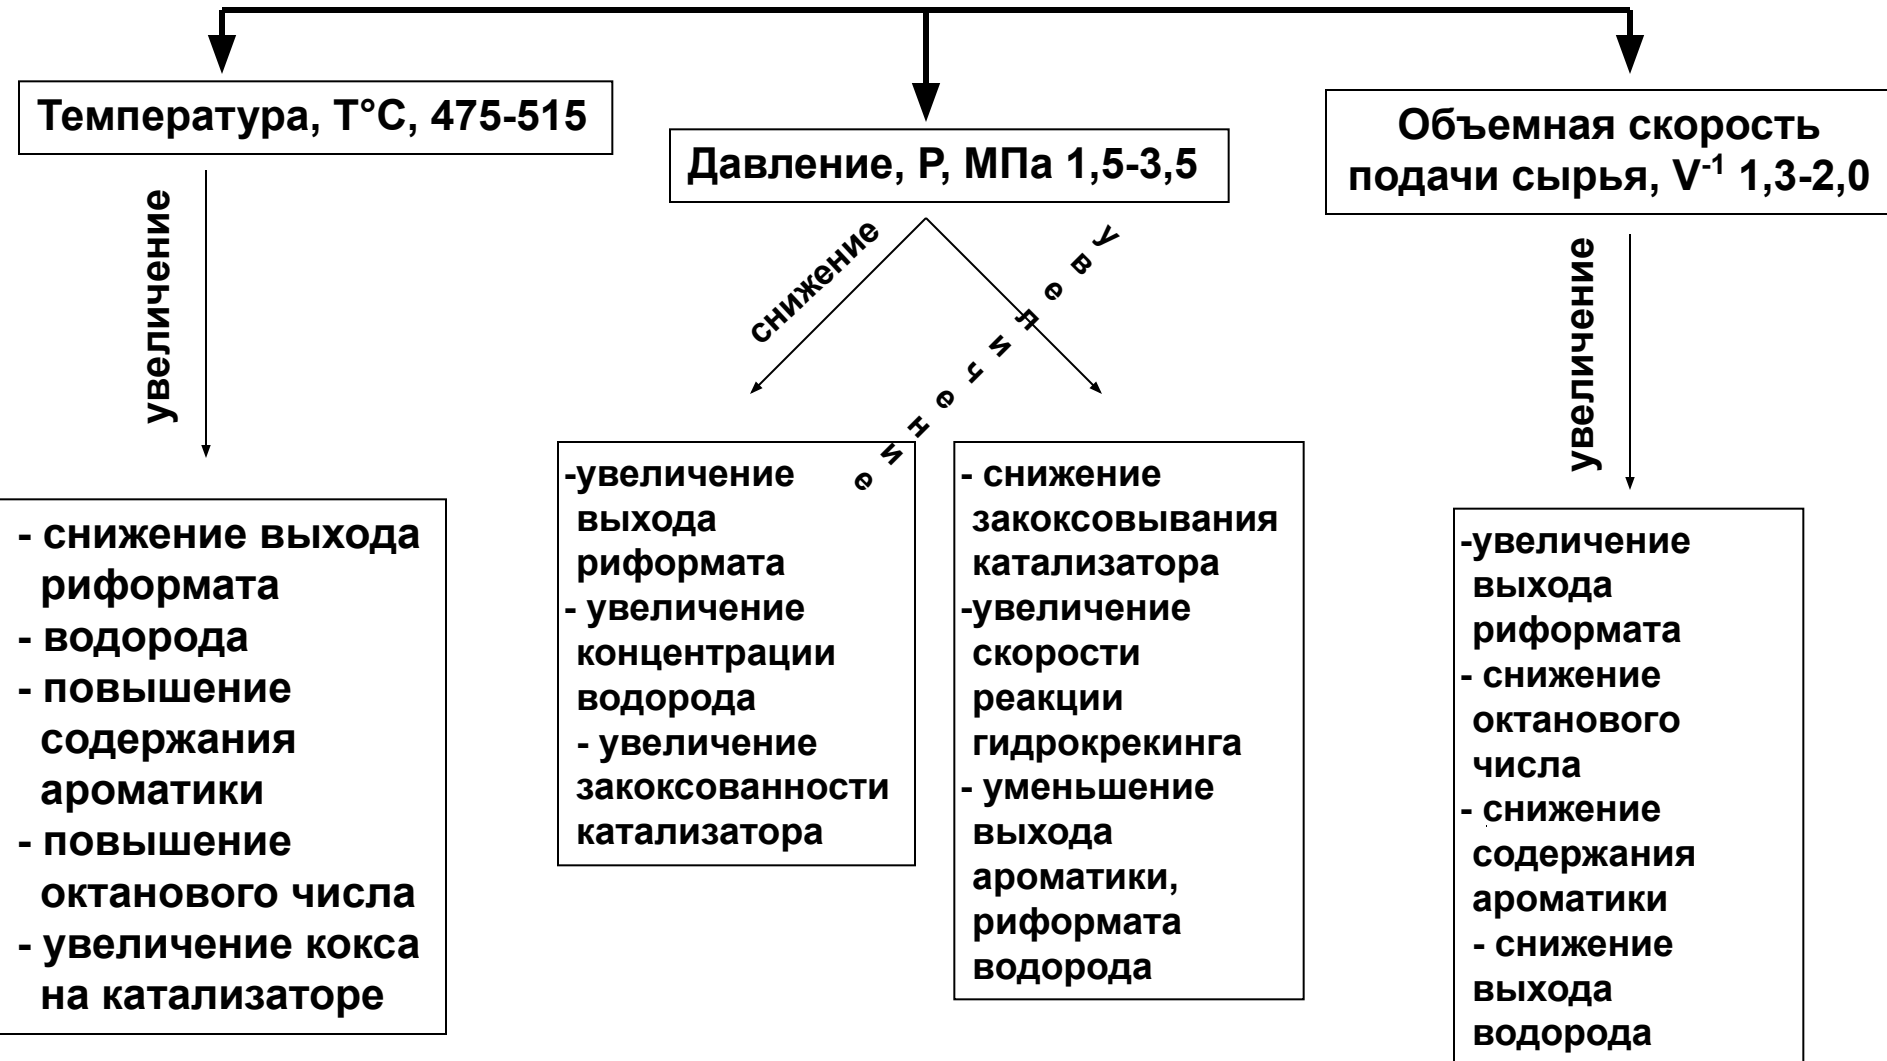 Температура, Т°С, 475-515
Давление, Р, МПа 1,5-3,5
Объемная скорость
подачи сырья, V-1 1,3-2,0
увеличение
снижение
увеличение
увеличение
- снижение выхода
риформата
- водорода
- повышение
содержания
ароматики
- повышение
октанового числа
- увеличение кокса
на катализаторе
-увеличение
выхода
риформата
- увеличение
концентрации
водорода
- увеличение
закоксованности
катализатора
- снижение
закоксовывания
катализатора
-увеличение
скорости
реакции
гидрокрекинга
- уменьшение
выхода
ароматики,
риформата
водорода
-увеличение
выхода
риформата
- снижение
октанового
числа
- снижение
содержания
ароматики
- снижение
выхода
водорода